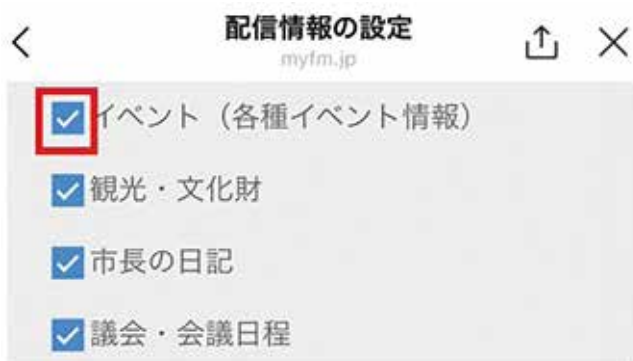 配信情報の設定
myfm.jp
イベント（各種イベント情報）
観光・文化財
市長の日記
議会・会議日程